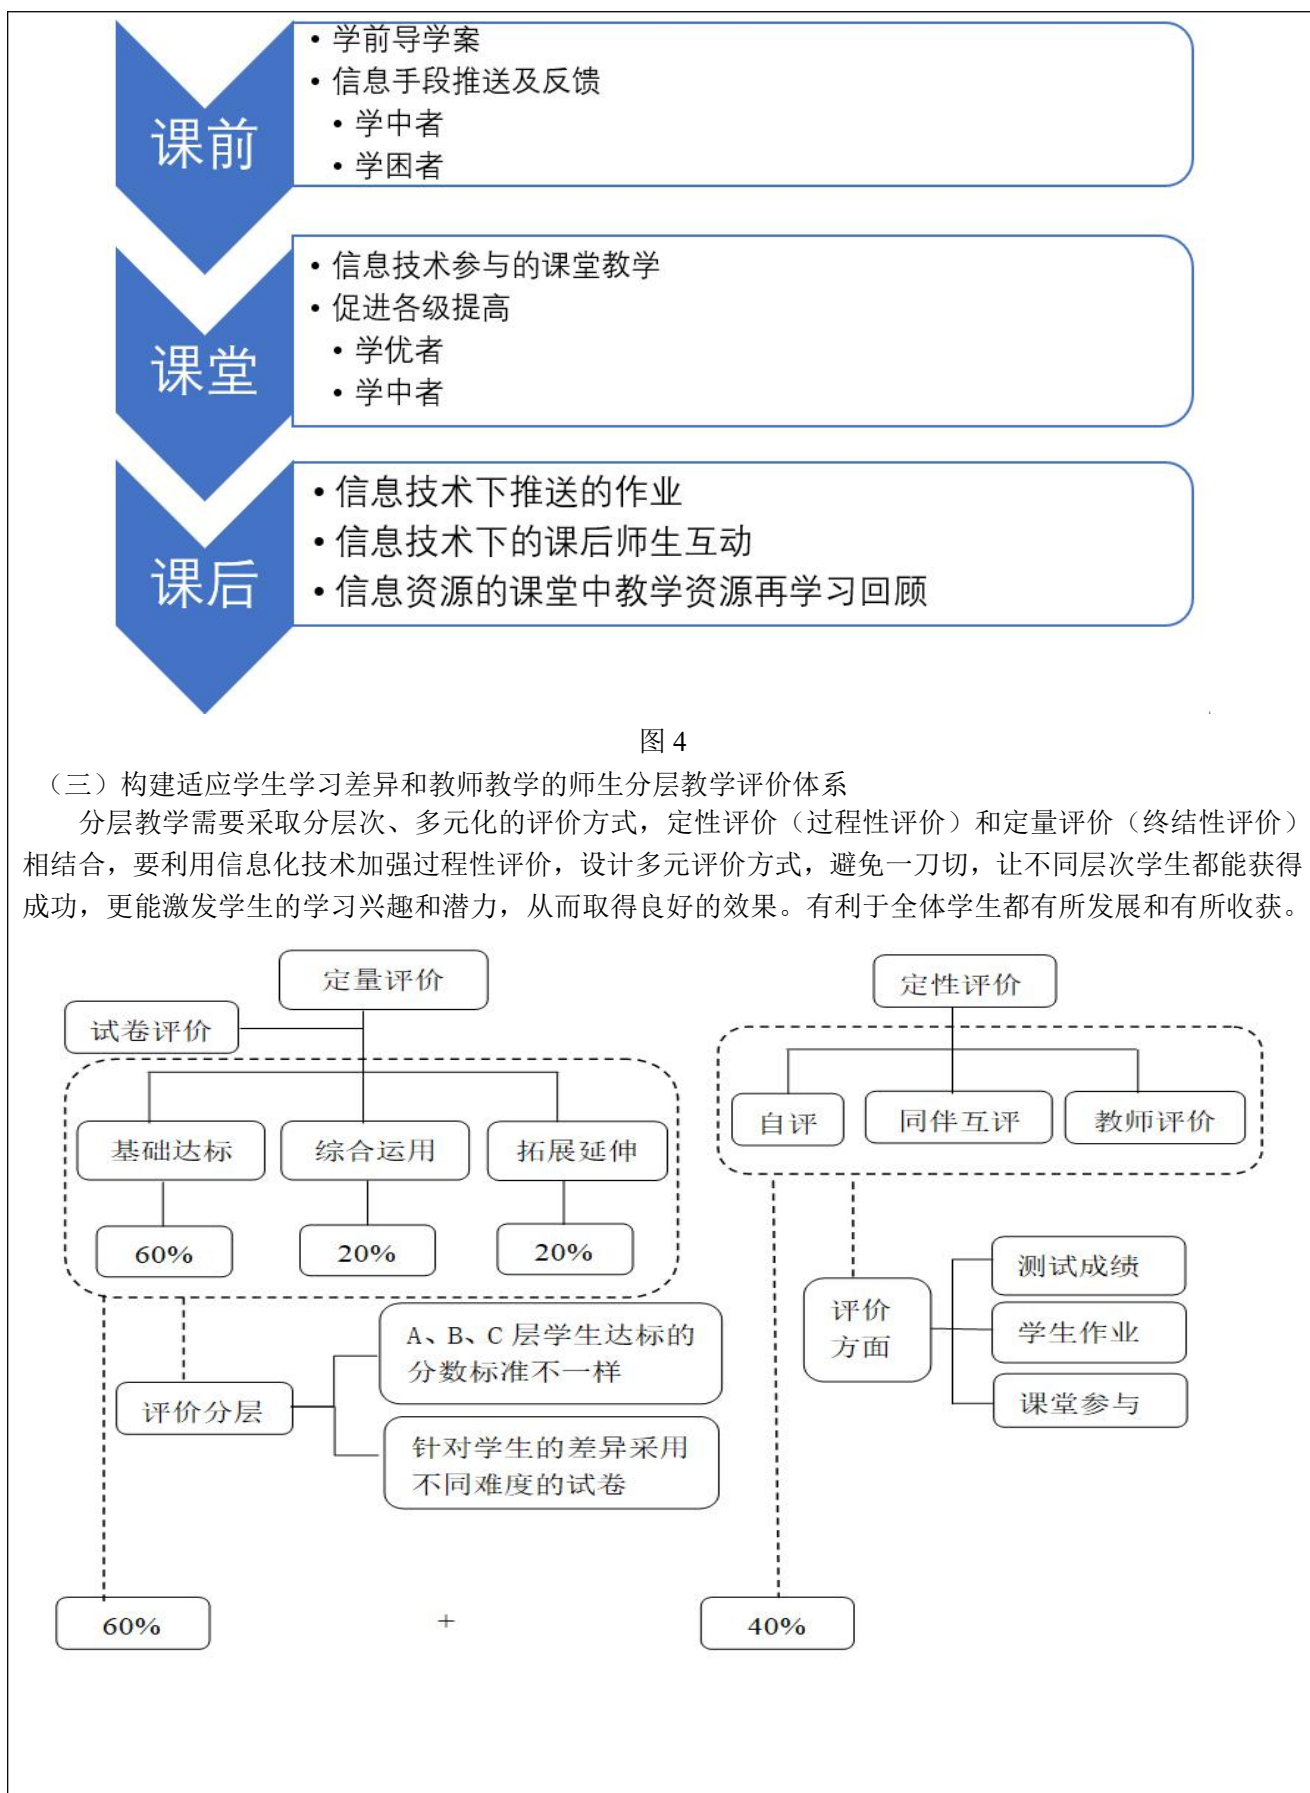 课前
• 学前导学案
• 信息手段推送及反馈
• 学中者
• 学困者
课堂
• 信息技术参与的课堂教学
• 促进各级提高
• 学优者
• 学中者
课后
• 信息技术下推送的作业
• 信息技术下的课后师生互动
• 信息资源的课堂中教学资源再学习回顾
图 4
（三）构建适应学生学习差异和教师教学的师生分层教学评价体系
分层教学需要采取分层次、多元化的评价方式，定性评价（过程性评价）和定量评价（终结性评价）
相结合，要利用信息化技术加强过程性评价，设计多元评价方式，避免一刀切，让不同层次学生都能获得
成功，更能激发学生的学习兴趣和潜力，从而取得良好的效果。有利于全体学生都有所发展和有所收获。
定量评价
试卷评价
基础达标
综合运用
拓展延伸
60%
20%
20%
评价分层
A、B、C 层学生达标的
分数标准不一样
针对学生的差异采用
不同难度的试卷
60%
+
定性评价
自评
同伴互评
教师评价
评价
方面
测试成绩
学生作业
课堂参与
40%